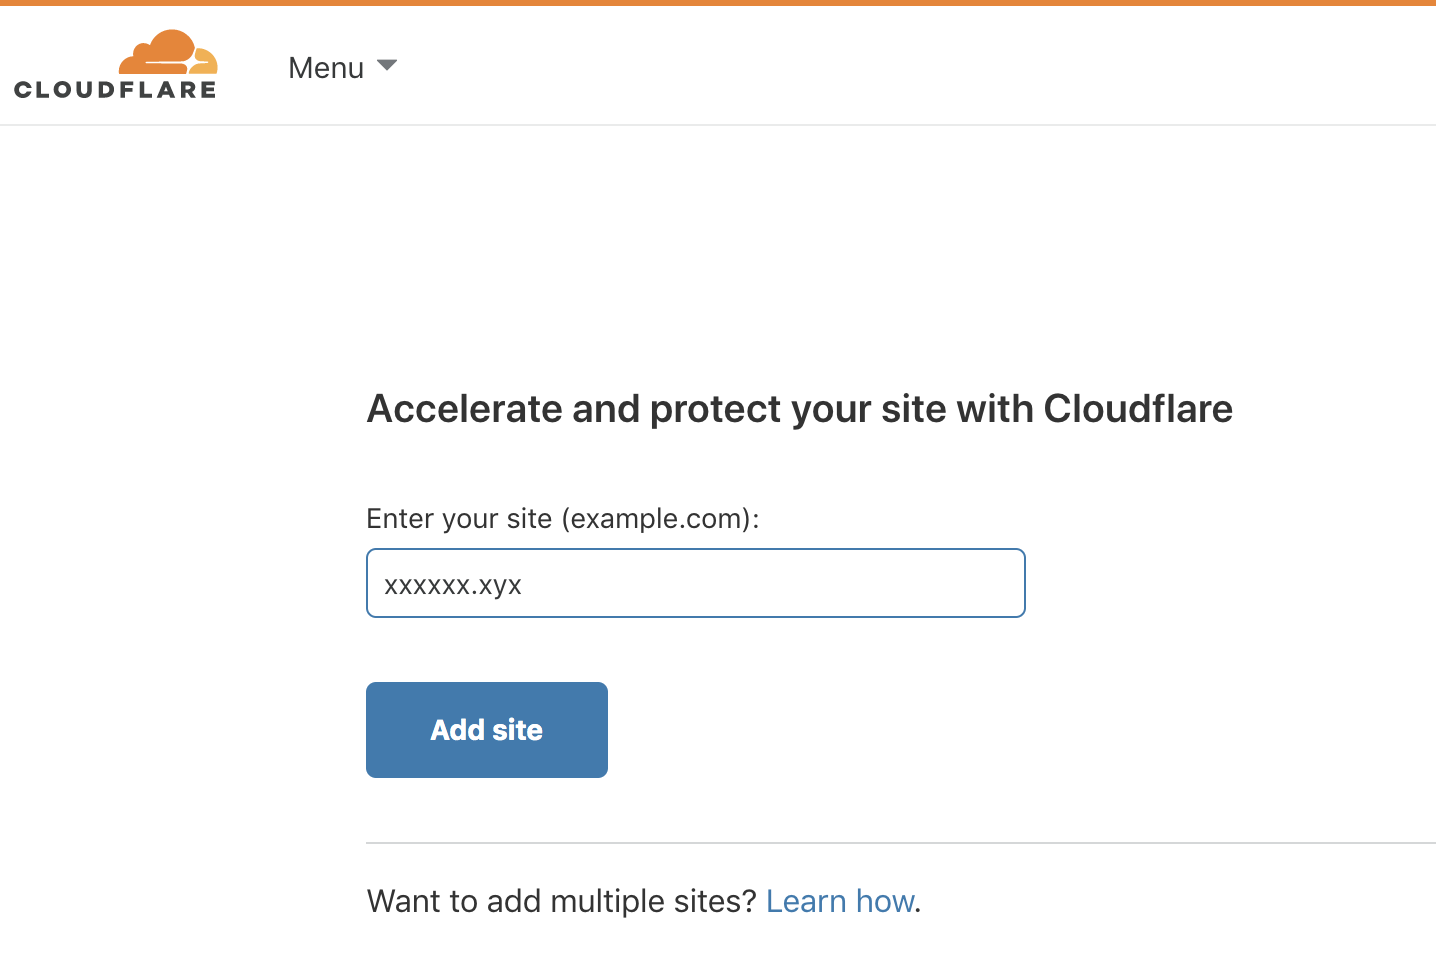 CLOUDFLARE
Menu
Accelerate and protect your site with Cloudflare
Enter your site (example.com):
xxxxxx.xyx
Add site
Want to add multiple sites? Learn how.